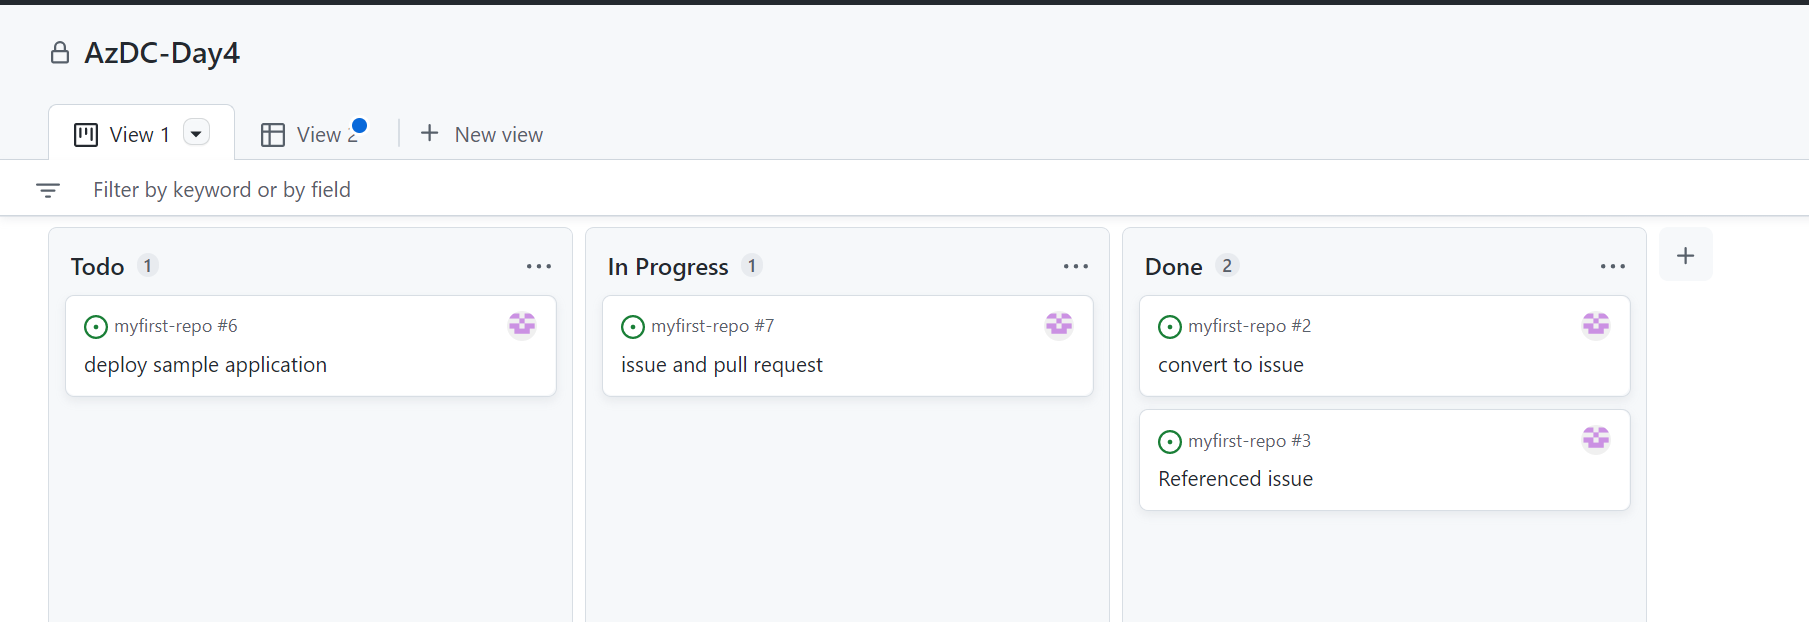 AzDC-Day4
View 1
View 2
New view
Filter by keyword or by field
Todo 1
myfirst-repo #6
deploy sample application
In Progress 1
myfirst-repo #7
issue and pull request
Done 2
myfirst-repo #2
convert to issue
myfirst-repo #3
Referenced issue